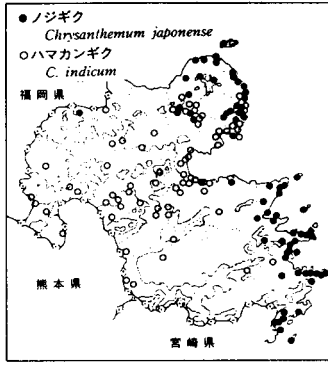 ● ノジギク
Chrysanthemum japonense
○ ハマカンギク
C. indicum
福岡県
熊本県
宮崎県